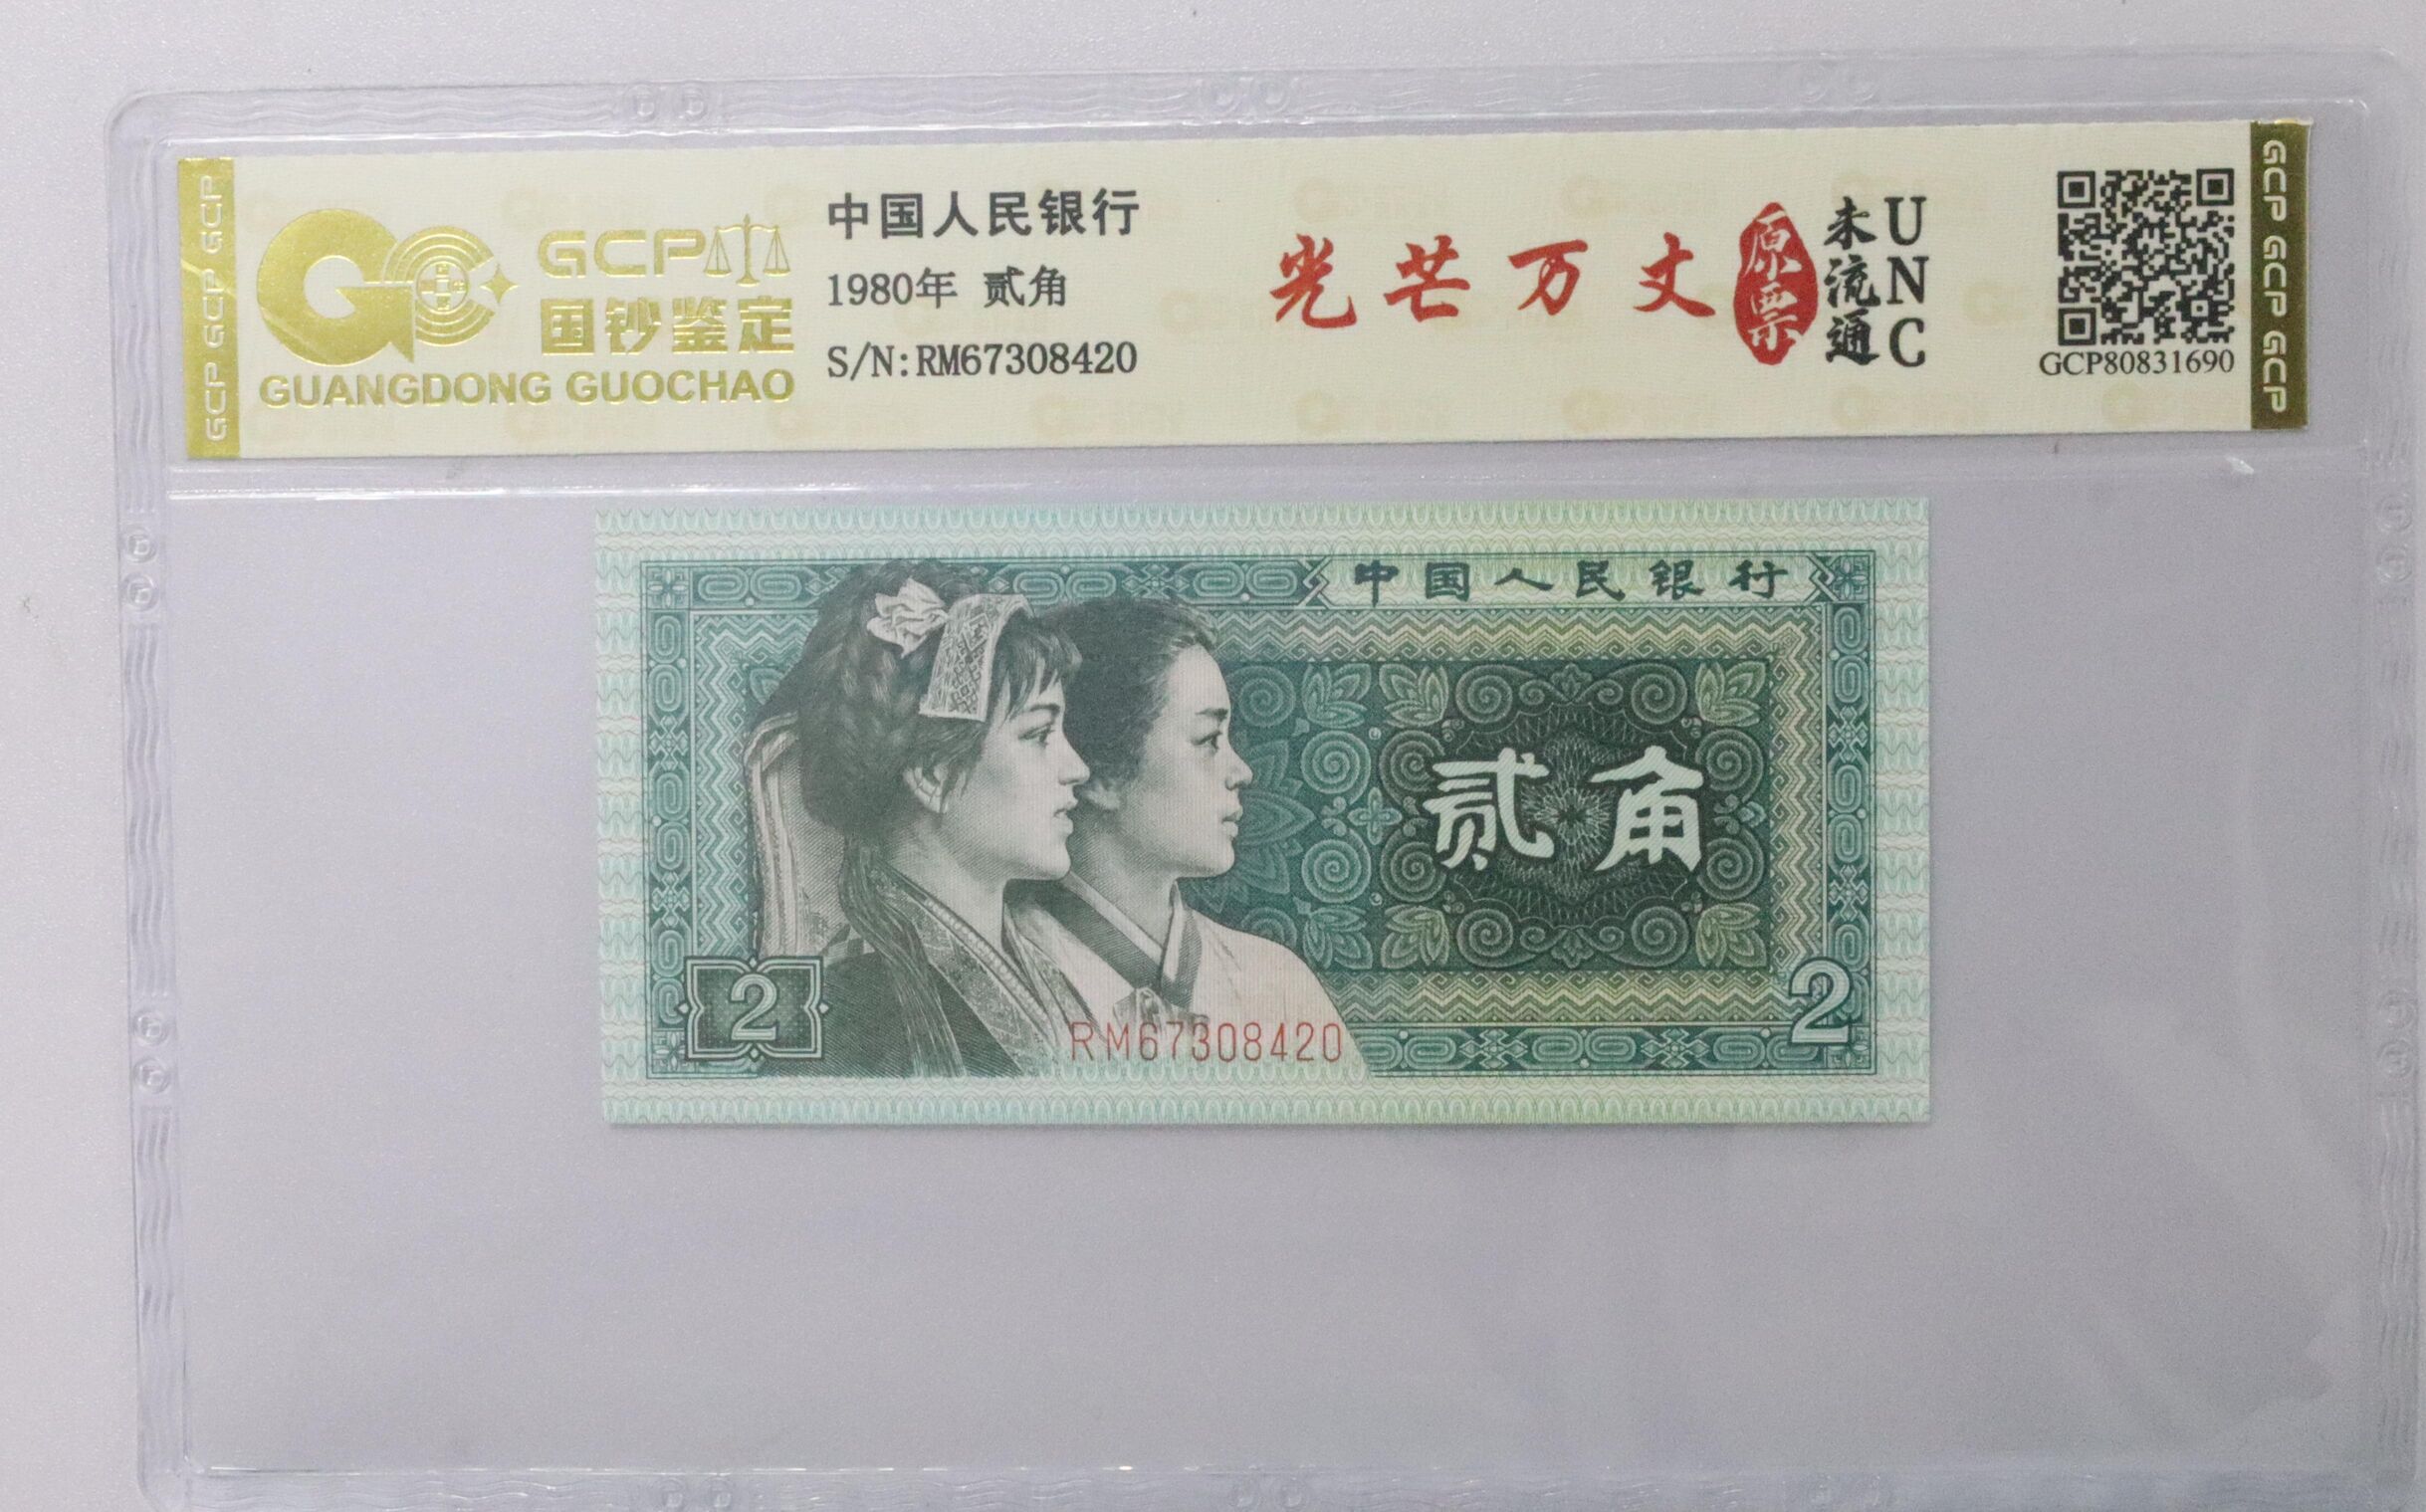 GCP GCP GCP
GCP
国钞鉴定
GUANGDONG GUOCHAO
中国人民银行
1980年 贰角
S/N:RM67308420
光芒万丈
原票
未流通
UNC
GCP80831690
GCP GCP GCP
中国人民银行
贰角
2
RM67308420
2